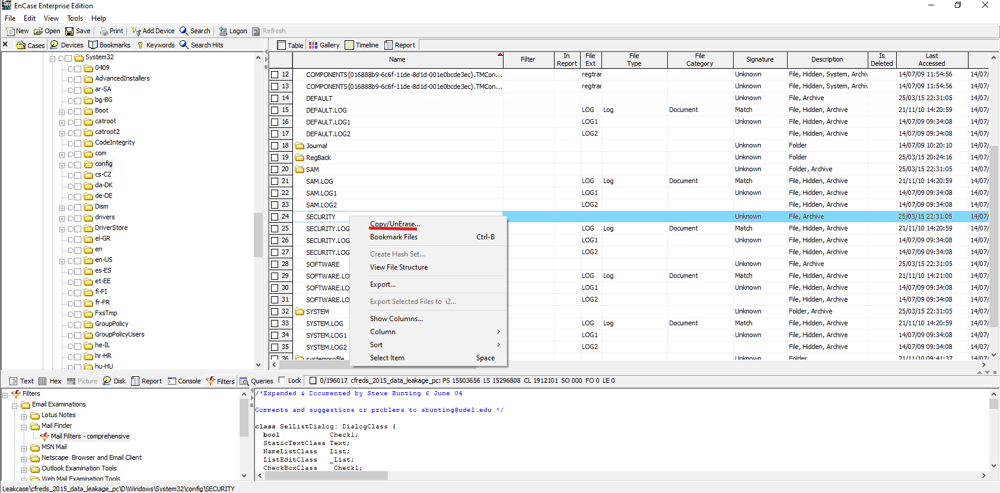 EnCase Enterprise Edition
File Edit View Tools Help
New Open Save Print Add Device Search Logon Refresh
Cases Devices Bookmarks Keywords Search Hits
System32
0409
AdvancedInstallers
ar-SA
bg-BG
Boot
catroot
catroot2
CodeIntegrity
com
config
cs-CZ
da-DK
de-DE
Dism
drivers
DriverStore
el-GR
en
en-US
es-ES
et-EE
fi-FI
fr-FR
FxsTmp
GroupPolicy
GroupPolicyUsers
he-IL
hr-HR
hu-HU
Table Gallery Timeline Report
Name Filter In Report File Ext File Type File Category Signature Description Is Deleted Last Accessed
12 COMPONENTS{016888b9-6c6f-11de-8d1d-001e0bcde3ec}.TMCon... regtrar Unknown File, Hidden, System, Archiv 14/07/09 11:54:56 14/07/
13 COMPONENTS{016888b9-6c6f-11de-8d1d-001e0bcde3ec}.TMCon... regtrar Unknown File, Hidden, System, Archiv 14/07/09 11:54:56 14/07/
14 DEFAULT Unknown File, Archive 25/03/15 22:31:05 14/07/
15 DEFAULT.LOG LOG Log Document Match File, Hidden, Archive 21/11/10 14:20:59 14/07/
16 DEFAULT.LOG1 LOG1 Unknown File, Hidden, Archive 14/07/09 09:34:08 14/07/
17 DEFAULT.LOG2 LOG2 File, Hidden, Archive 14/07/09 09:34:08 14/07/
18 Journal Unknown Folder 14/07/09 10:20:10 14/07/
19 RegBack Unknown Folder 25/03/15 20:24:16 14/07/
20 SAM Unknown Folder, Archive 25/03/15 22:31:05 14/07/
21 SAM.LOG LOG Log Document Match File, Hidden, Archive 21/11/10 14:20:59 14/07/
22 SAM.LOG1 LOG1 Unknown File, Hidden, Archive 14/07/09 09:34:08 14/07/
23 SAM.LOG2 LOG2 File, Hidden, Archive 14/07/09 09:34:08 14/07/
24 SECURITY Unknown File, Archive 25/03/15 22:31:05 14/07/
25 SECURITY.LOG LOG Log Document Match File, Hidden, Archive 21/11/10 14:20:59 14/07/
26 SECURITY.LOG LOG1 Unknown File, Hidden, Archive 14/07/09 09:34:08 14/07/
27 SECURITY.LOG LOG2 File, Hidden, Archive 14/07/09 09:34:08 14/07/
28 SOFTWARE Unknown File, Archive 25/03/15 22:31:05 14/07/
29 SOFTWARE.LO LOG Log Document Match File, Hidden, Archive 21/11/10 14:21:00 14/07/
30 SOFTWARE.LO LOG1 Unknown File, Hidden, Archive 14/07/09 09:34:08 14/07/
31 SOFTWARE.LO LOG2 File, Hidden, Archive 14/07/09 09:34:08 14/07/
32 SYSTEM Unknown Folder, Archive 25/03/15 22:31:05 14/07/
33 SYSTEM.LOG LOG Log Document Match File, Hidden, Archive 21/11/10 14:20:59 14/07/
34 SYSTEM.LOG1 LOG1 Unknown File, Hidden, Archive 14/07/09 09:34:08 14/07/
35 SYSTEM.LOG2 LOG2 File, Hidden, Archive 14/07/09 09:34:08 14/07/
36 systemprofile Unknown Folder 21/11/10 09:41:37 14/07/
Copy/UnErase...
Bookmark Files Ctrl-B
Create Hash Set...
View File Structure
Export...
Export Selected Files to i2...
Show Columns...
Column
Sort
Select Item Space
Text Hex Picture Disk Report Console Filters Queries Lock 0/196017 cfreds_2015_data_leakage_pc: PS 15503656 LS 15296808 CL 1912101 SO 000 FO 0 LE 0
Filters
Email Examinations
Lotus Notes
Mail Finder
Mail Filters - comprehensive
MSN Mail
Netscape Browser and Email Client
Outlook Examination Tools
Web Mail Examination Tools
/*Expanded & Documented by Steve Bunting 6 June 04
Comments and suggestions or problems to sbunting@udel.edu */
class SelListDialog: DialogClass {
bool Check1;
StaticTextClass Text;
NameListClass List;
ListEditClass _List;
CheckBoxClass _Check1;
Leakcase\cfreds_2015_data_leakage_pc\D\Windows\System32\config\SECURITY